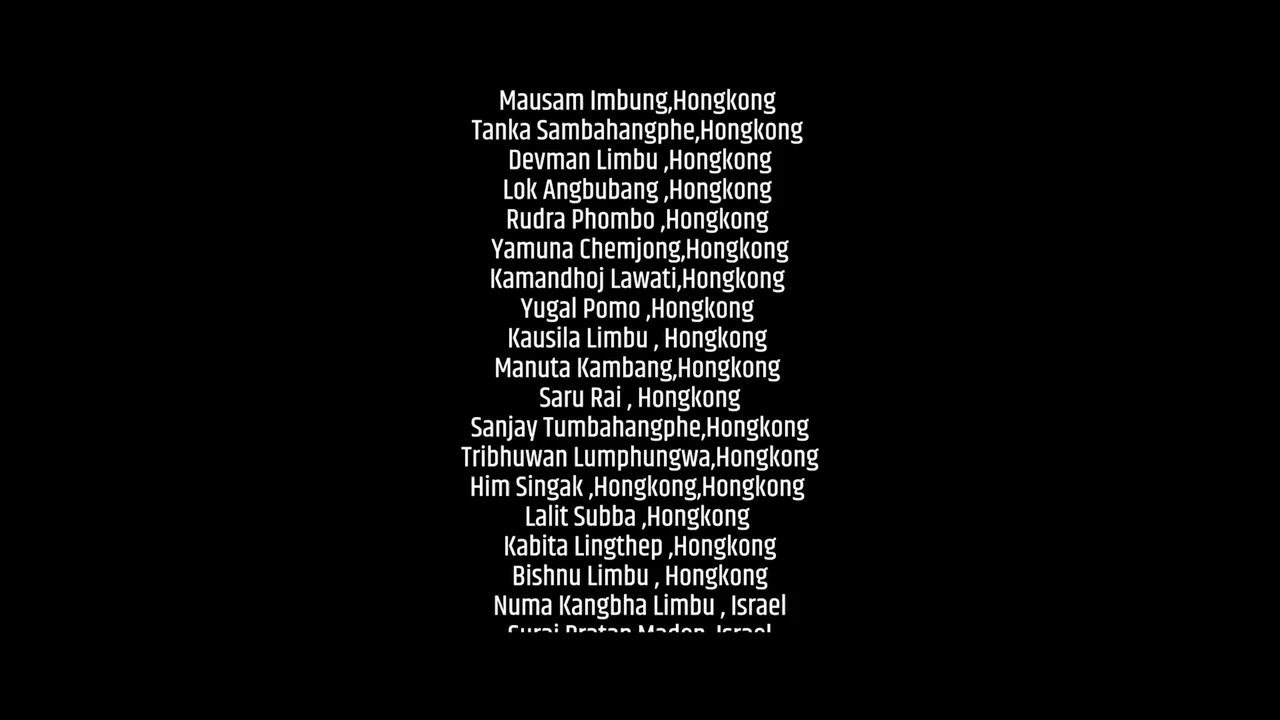 Mausam Imbung,Hongkong
Tanka Sambahangphe,Hongkong
Devman Limbu ,Hongkong
Lok Angbubang ,Hongkong
Rudra Phombo ,Hongkong
Yamuna Chemjong,Hongkong
Kamandhoj Lawati,Hongkong
Yugal Pomo ,Hongkong
Kausila Limbu , Hongkong
Manuta Kambang,Hongkong
Saru Rai , Hongkong
Sanjay Tumbahangphe,Hongkong
Tribhuwan Lumphungwa,Hongkong
Him Singak ,Hongkong,Hongkong
Lalit Subba ,Hongkong
Kabita Lingthep ,Hongkong
Bishnu Limbu , Hongkong
Numa Kangbha Limbu , Israel